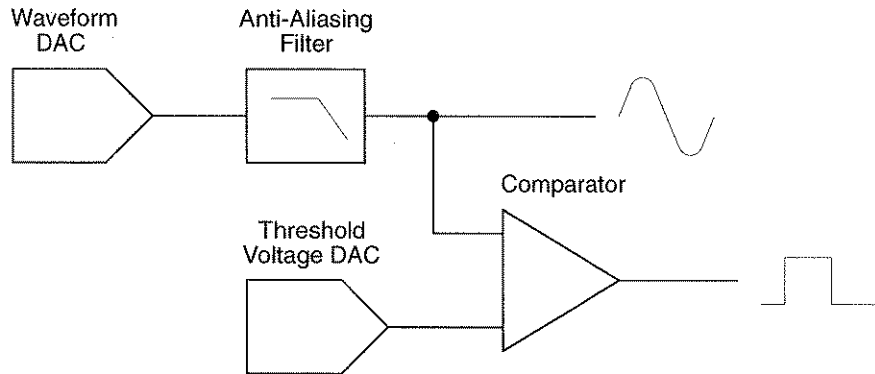 Waveform
DAC
Anti-Aliasing
Filter
Comparator
Threshold
Voltage DAC